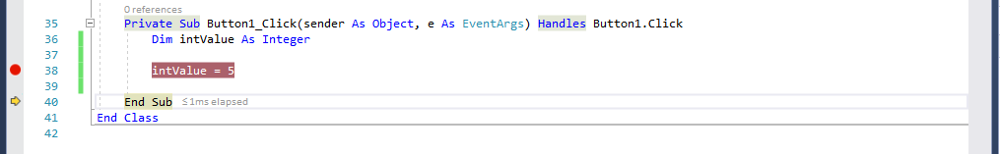 0 references
35 Private Sub Button1_Click(sender As Object, e As EventArgs) Handles Button1.Click
36 Dim intValue As Integer
37
38 intValue = 5
39
40 End Sub ≤1ms elapsed
41 End Class
42